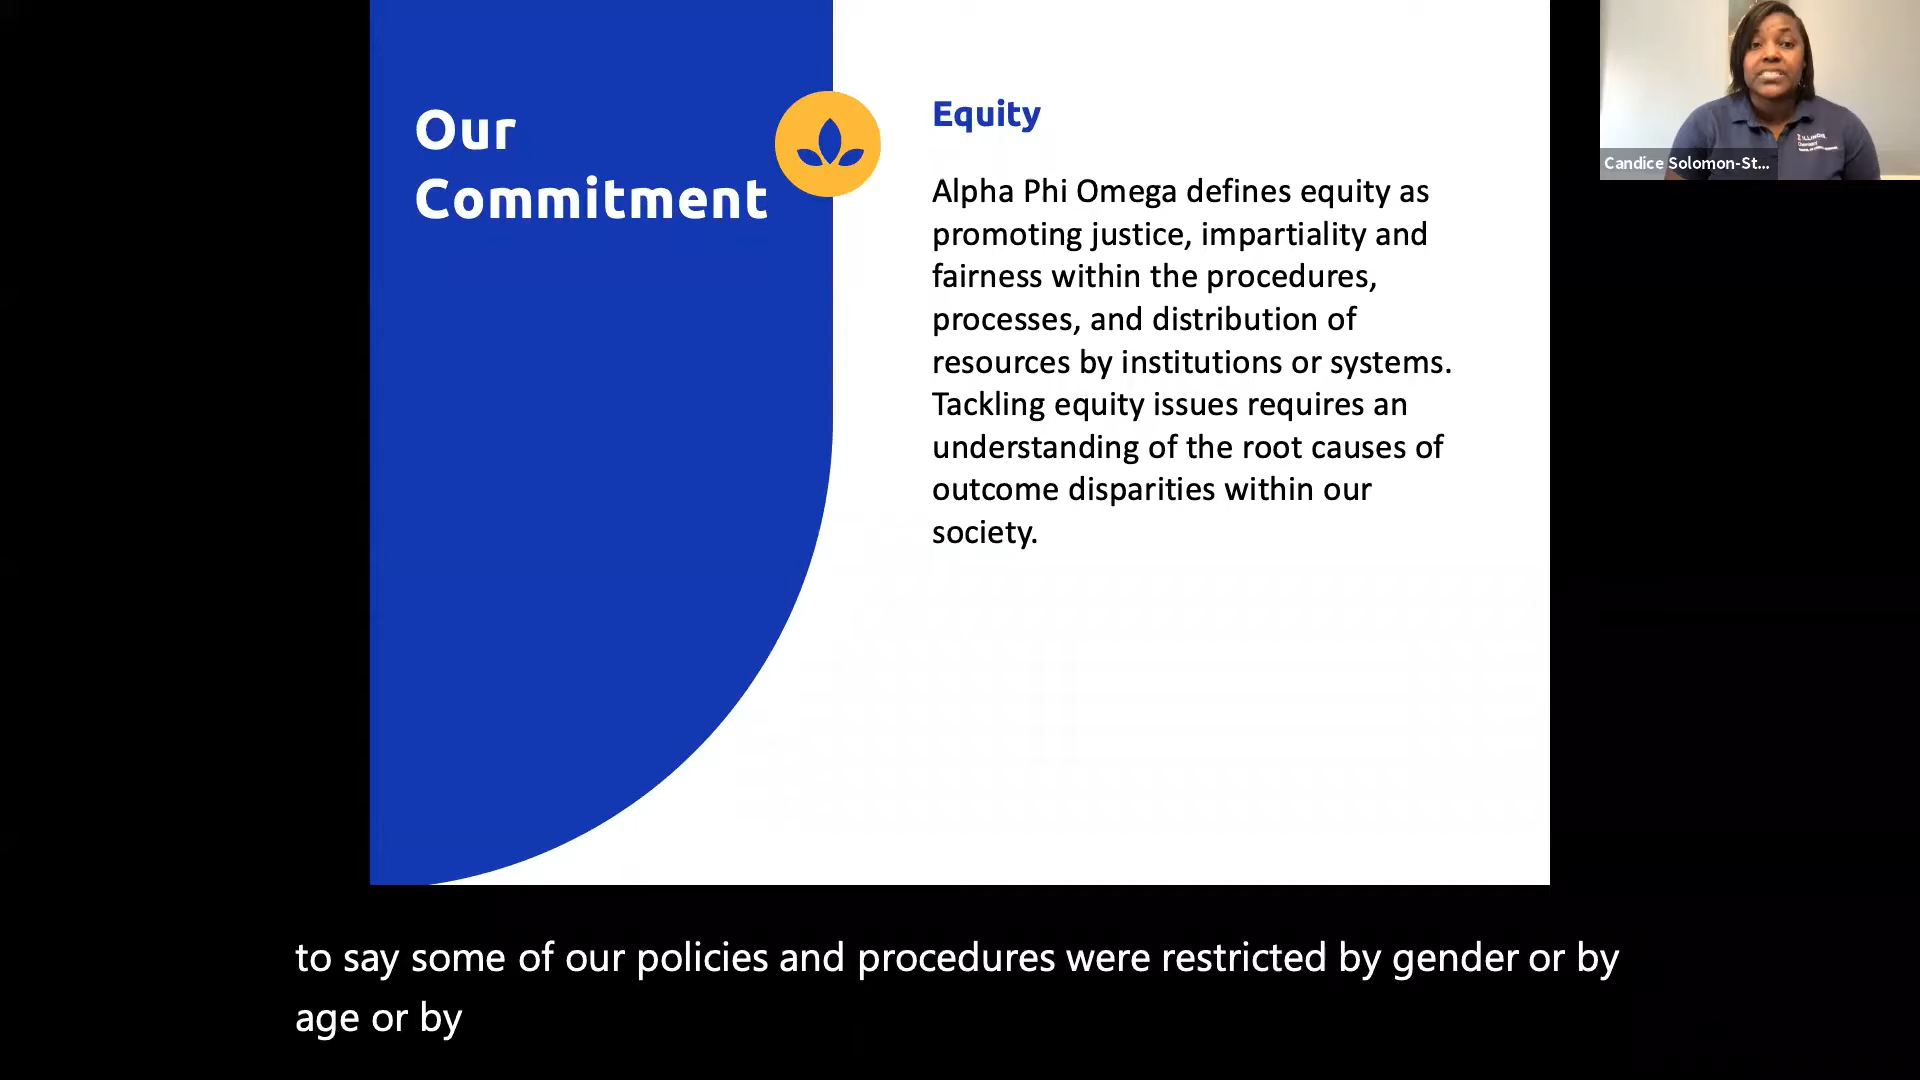 Our
Commitment
Equity
Alpha Phi Omega defines equity as
promoting justice, impartiality and
fairness within the procedures,
processes, and distribution of
resources by institutions or systems.
Tackling equity issues requires an
understanding of the root causes of
outcome disparities within our
society.
ILLINOIS
Candice Solomon-St...
to say some of our policies and procedures were restricted by gender or by
age or by